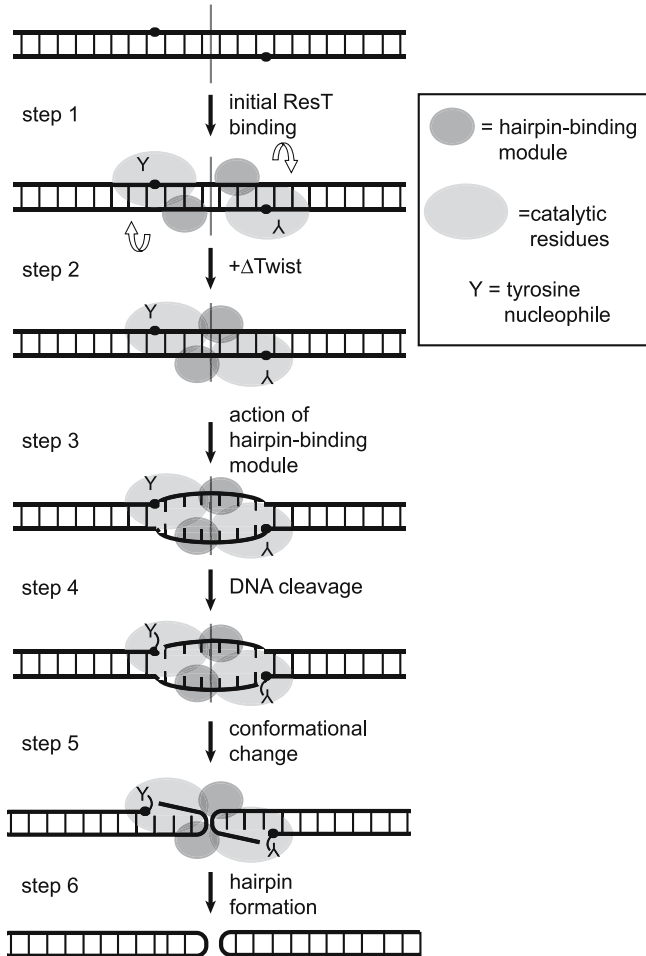 step 1
initial ResT
binding
Y
Y
step 2
+ΔTwist
Y
Y
step 3
action of
hairpin-binding
module
Y
Y
step 4
DNA cleavage
Y
Y
step 5
conformational
change
Y
Y
step 6
hairpin
formation
= hairpin-binding
module
=catalytic
residues
Y = tyrosine
nucleophile